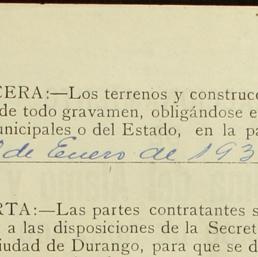 CERA:—Los terrenos y construcc
de todo gravamen, obligándose e
unicipales o del Estado, en la pa
de Enero de 193
RTA:—Las partes contratantes s
a las disposiciones de la Secret
iudad de Durango, para que se d